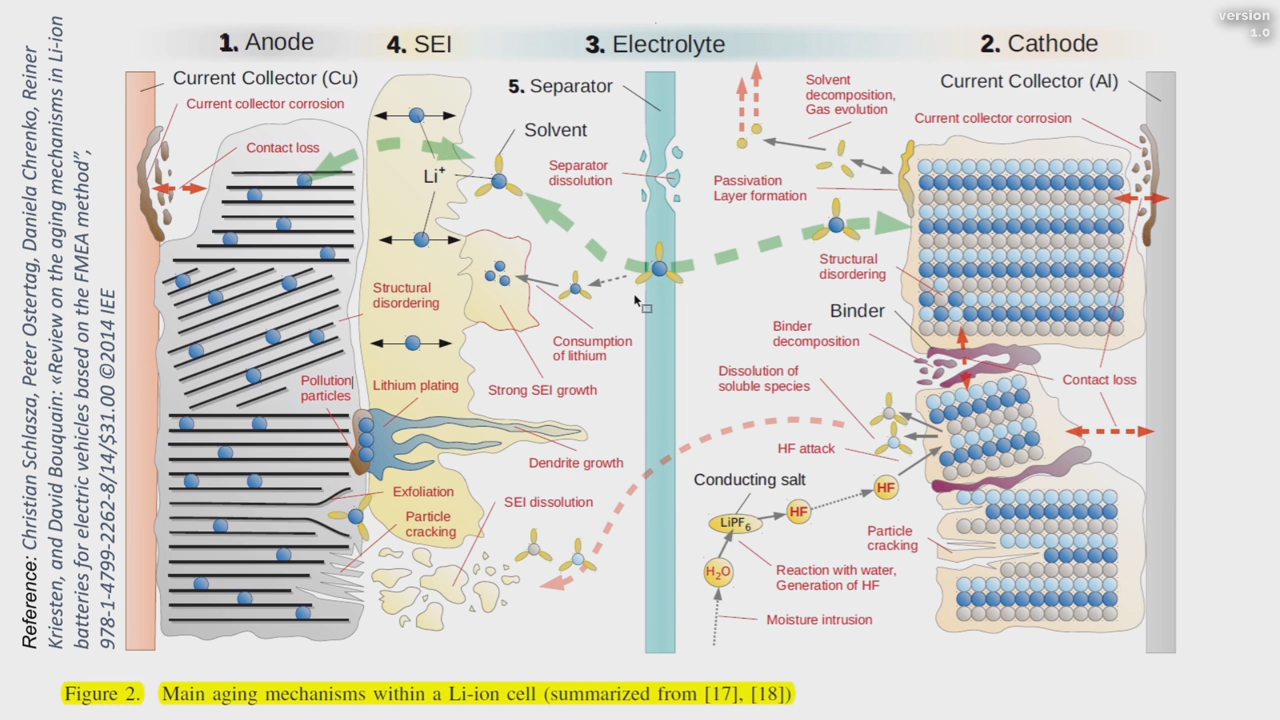 version
1.0
Reference: Christian Schlasza, Peter Ostertag, Daniela Chrenko, Reiner
Kriesten, and David Bouquain: «Review on the aging mechanisms in Li-ion
batteries for electric vehicles based on the FMEA method”,
978-1-4799-2262-8/14/$31.00 ©2014 IEE
1. Anode
4. SEI
3. Electrolyte
2. Cathode
Current Collector (Cu)
Current collector corrosion
Contact loss
5. Separator
Solvent
Li+
Separator
dissolution
Solvent
decomposition,
Gas evolution
Current Collector (Al)
Current collector corrosion
Passivation
Layer formation
Structural
disordering
Structural
disordering
Binder
Binder
decomposition
Consumption
of lithium
Strong SEI growth
Dissolution of
soluble species
Contact loss
Pollution
particles
Lithium plating
Dendrite growth
HF attack
Conducting salt
HF
HF
LiPF6
H2O
Exfoliation
Particle
cracking
SEI dissolution
Particle
cracking
Reaction with water,
Generation of HF
Moisture intrusion
Figure 2. Main aging mechanisms within a Li-ion cell (summarized from [17], [18])